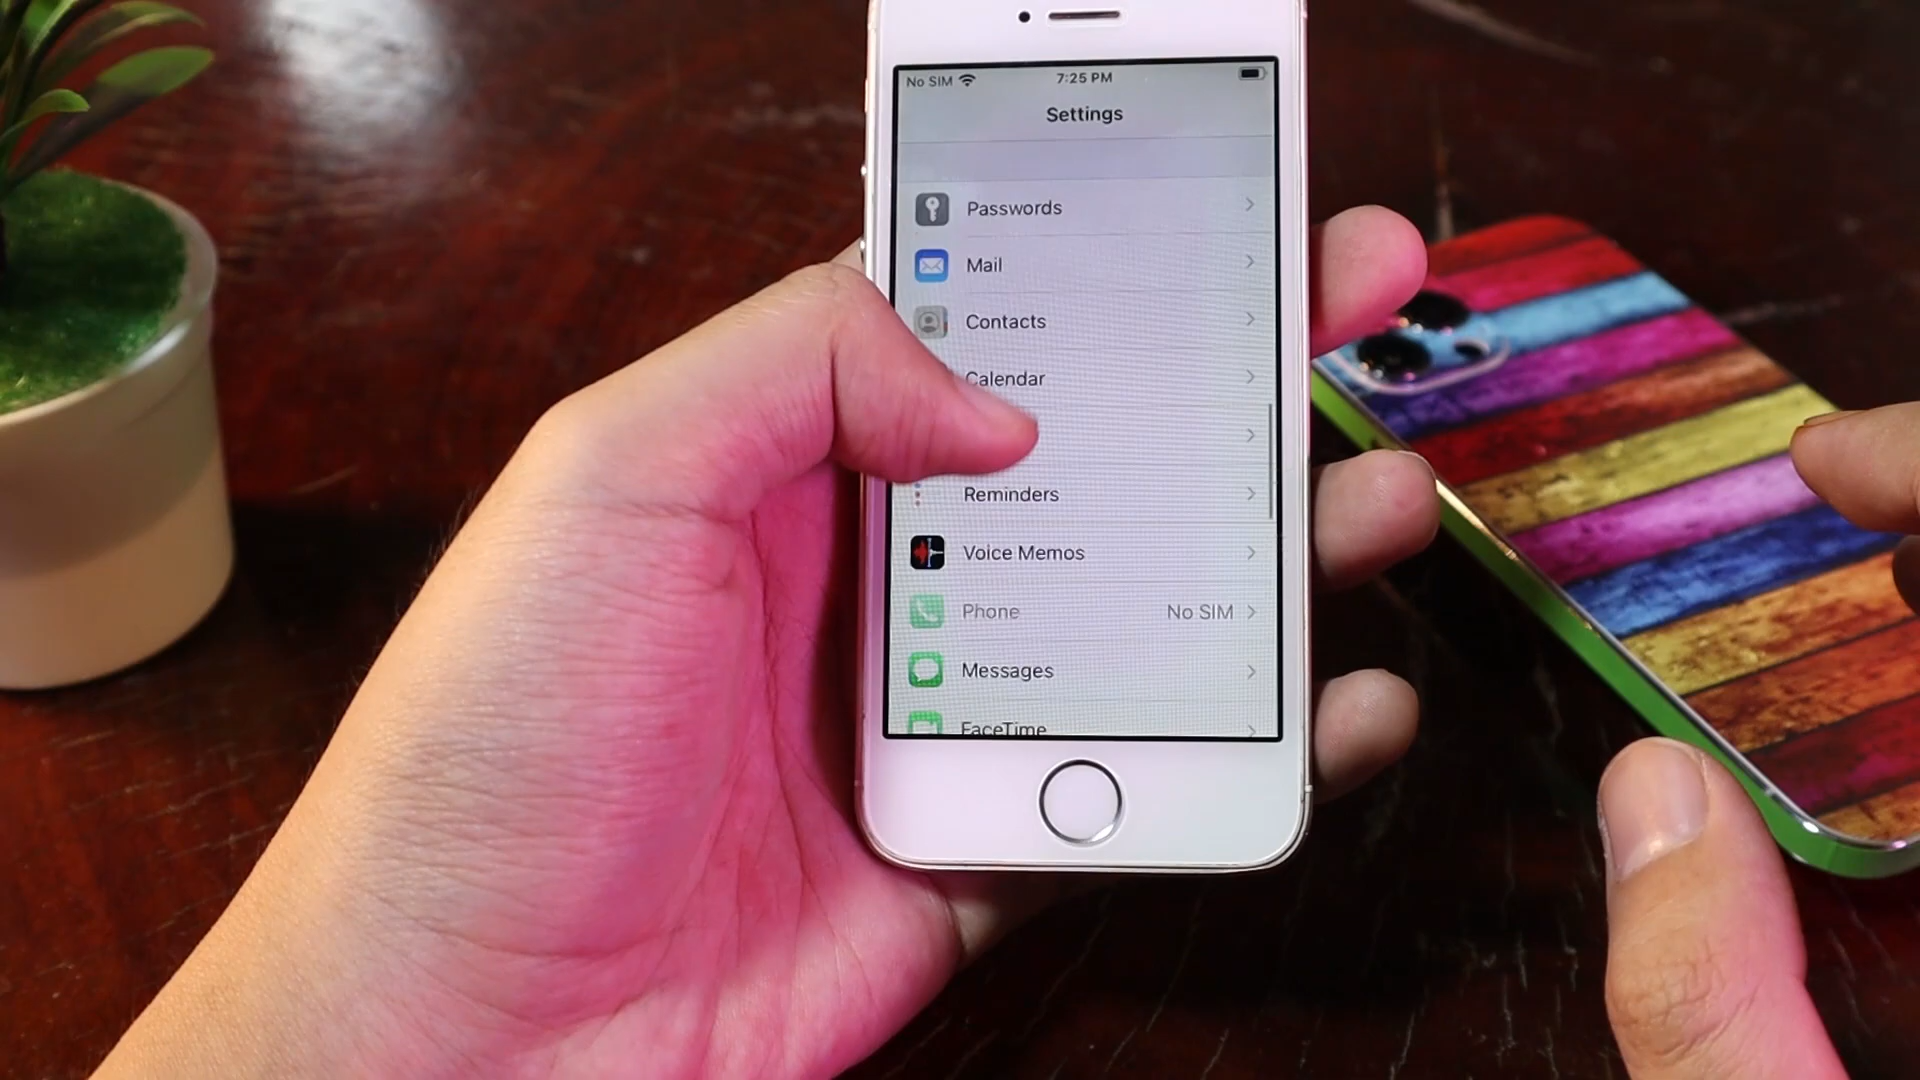 No SIM 7:25 PM
Settings
Passwords
Mail
Contacts
Calendar
Reminders
Voice Memos
Phone No SIM
Messages
FaceTime